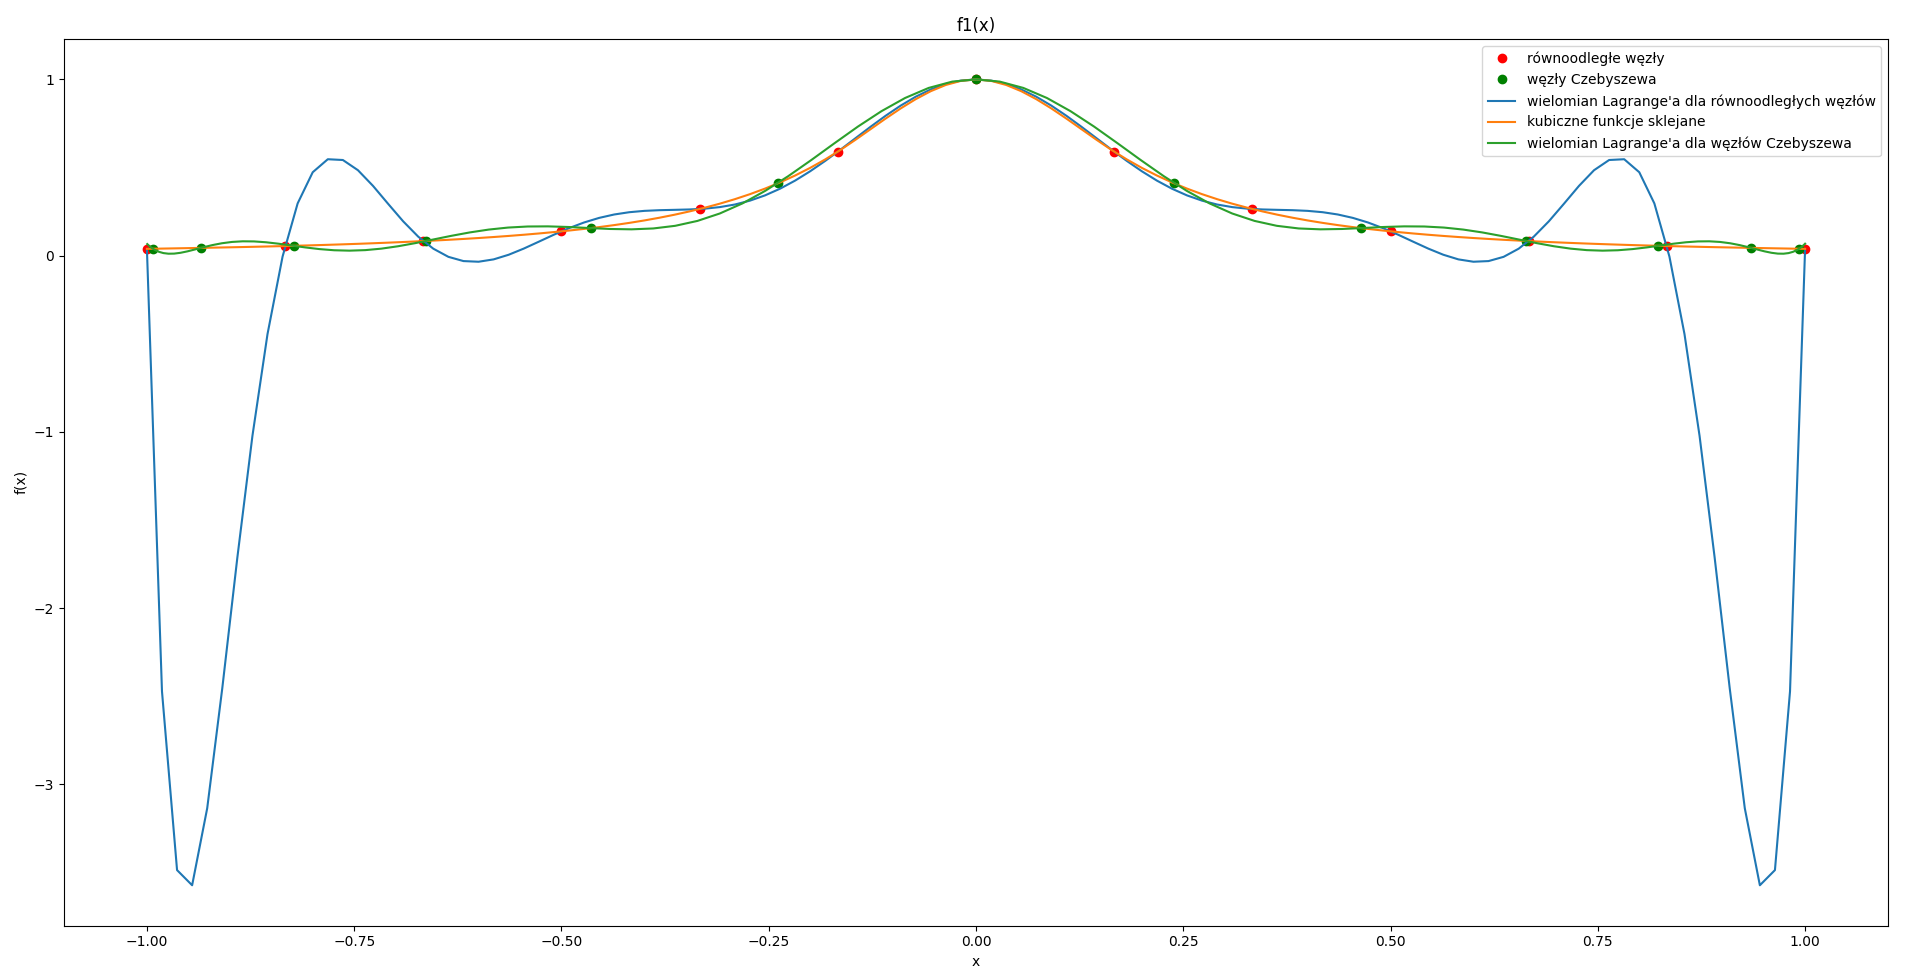 f1(x)
równoodległe węzły
węzły Czebyszewa
wielomian Lagrange'a dla równoodległych węzłów
kubiczne funkcje sklejane
wielomian Lagrange'a dla węzłów Czebyszewa
1
0
−1
−2
−3
f(x)
−1.00 −0.75 −0.50 −0.25 0.00 0.25 0.50 0.75 1.00
x